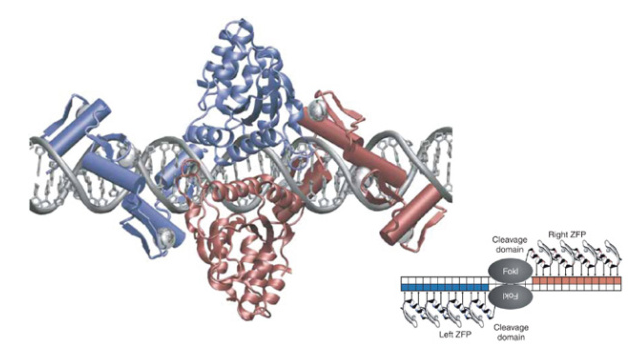 Cleavage
domain
Right ZFP
FokI
FokI
Left ZFP
Cleavage
domain